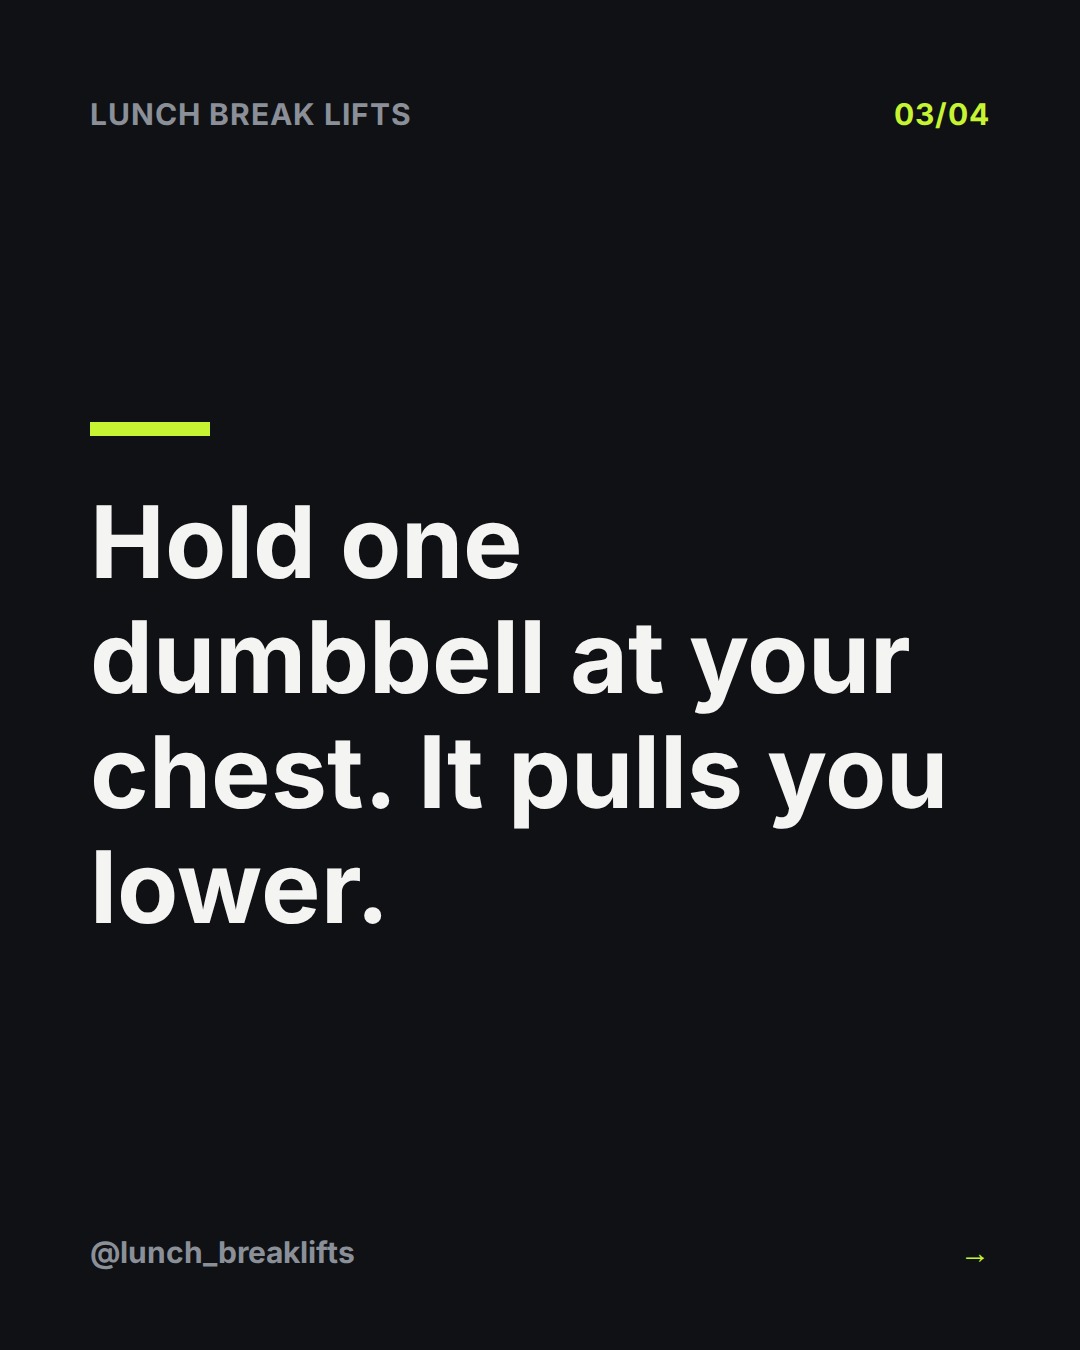 LUNCH BREAK LIFTS
03/04
Hold one
dumbbell at your
chest. It pulls you
lower.
@lunch_breaklifts
→